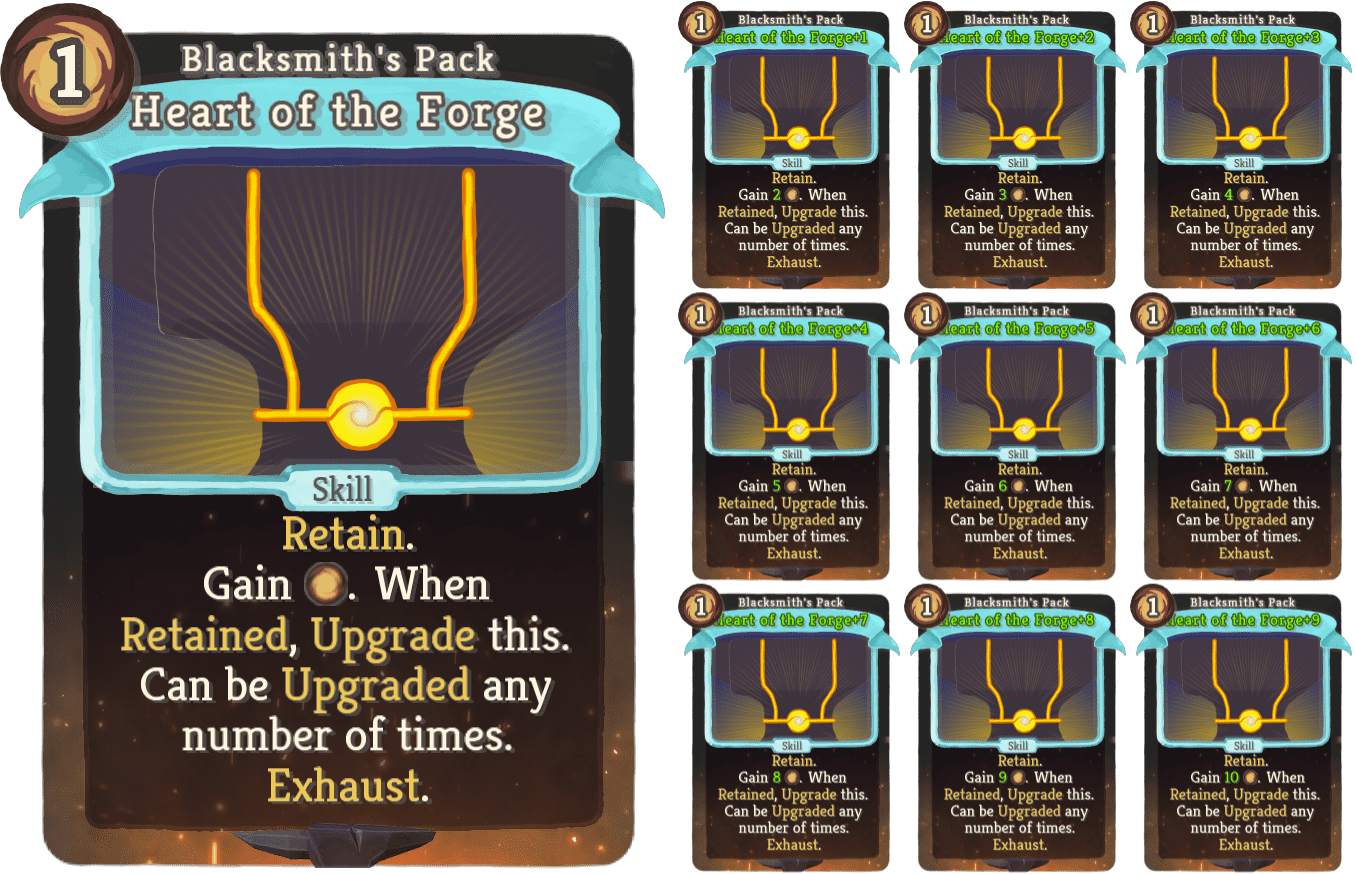 1
Blacksmith's Pack
Heart of the Forge
Skill
Retain.
Gain . When
Retained, Upgrade this.
Can be Upgraded any
number of times.
Exhaust.
1
Blacksmith's Pack
Heart of the Forge+1
Skill
Retain.
Gain 2 . When
Retained, Upgrade this.
Can be Upgraded any
number of times.
Exhaust.
1
Blacksmith's Pack
Heart of the Forge+2
Skill
Retain.
Gain 3 . When
Retained, Upgrade this.
Can be Upgraded any
number of times.
Exhaust.
1
Blacksmith's Pack
Heart of the Forge+3
Skill
Retain.
Gain 4 . When
Retained, Upgrade this.
Can be Upgraded any
number of times.
Exhaust.
1
Blacksmith's Pack
Heart of the Forge+4
Skill
Retain.
Gain 5 . When
Retained, Upgrade this.
Can be Upgraded any
number of times.
Exhaust.
1
Blacksmith's Pack
Heart of the Forge+5
Skill
Retain.
Gain 6 . When
Retained, Upgrade this.
Can be Upgraded any
number of times.
Exhaust.
1
Blacksmith's Pack
Heart of the Forge+6
Skill
Retain.
Gain 7 . When
Retained, Upgrade this.
Can be Upgraded any
number of times.
Exhaust.
1
Blacksmith's Pack
Heart of the Forge+7
Skill
Retain.
Gain 8 . When
Retained, Upgrade this.
Can be Upgraded any
number of times.
Exhaust.
1
Blacksmith's Pack
Heart of the Forge+8
Skill
Retain.
Gain 9 . When
Retained, Upgrade this.
Can be Upgraded any
number of times.
Exhaust.
1
Blacksmith's Pack
Heart of the Forge+9
Skill
Retain.
Gain 10 . When
Retained, Upgrade this.
Can be Upgraded any
number of times.
Exhaust.